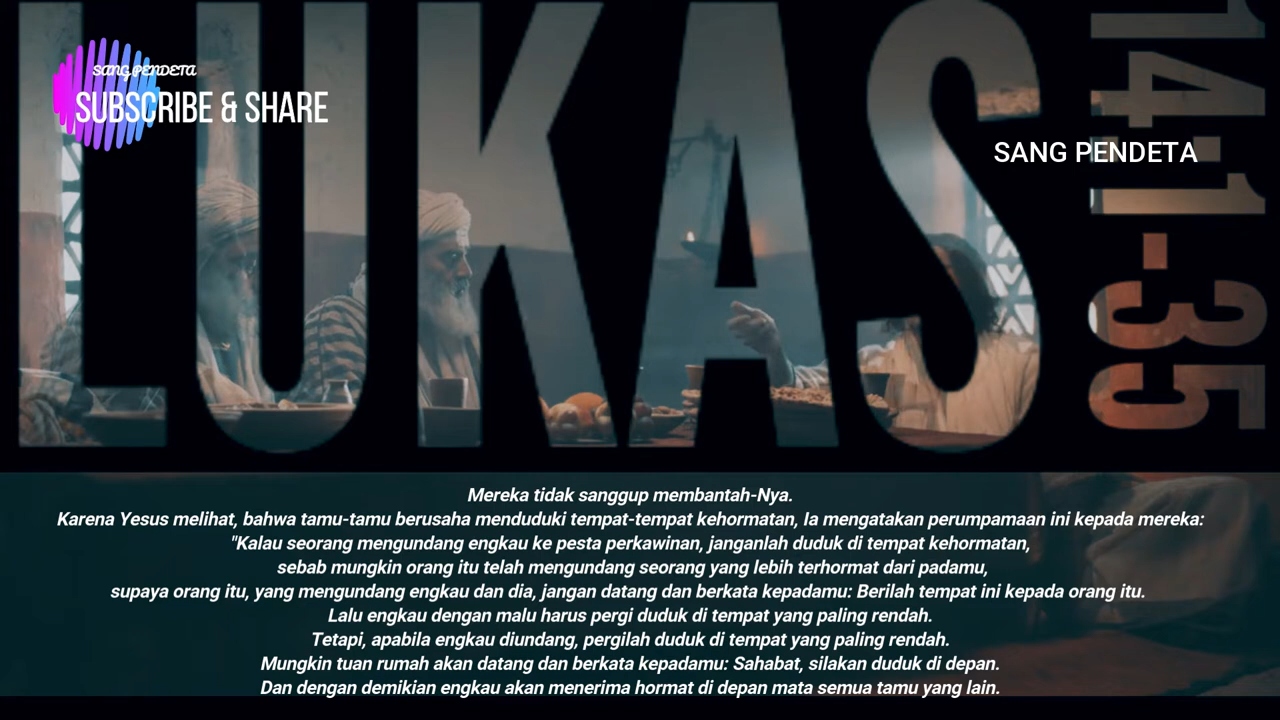 LUKAS
14:1-35
SANG PENDETA
SUBSCRIBE & SHARE
SANG PENDETA
Mereka tidak sanggup membantah-Nya.
Karena Yesus melihat, bahwa tamu-tamu berusaha menduduki tempat-tempat kehormatan, Ia mengatakan perumpamaan ini kepada mereka:
"Kalau seorang mengundang engkau ke pesta perkawinan, janganlah duduk di tempat kehormatan,
sebab mungkin orang itu telah mengundang seorang yang lebih terhormat dari padamu,
supaya orang itu, yang mengundang engkau dan dia, jangan datang dan berkata kepadamu: Berilah tempat ini kepada orang itu.
Lalu engkau dengan malu harus pergi duduk di tempat yang paling rendah.
Tetapi, apabila engkau diundang, pergilah duduk di tempat yang paling rendah.
Mungkin tuan rumah akan datang dan berkata kepadamu: Sahabat, silakan duduk di depan.
Dan dengan demikian engkau akan menerima hormat di depan mata semua tamu yang lain.